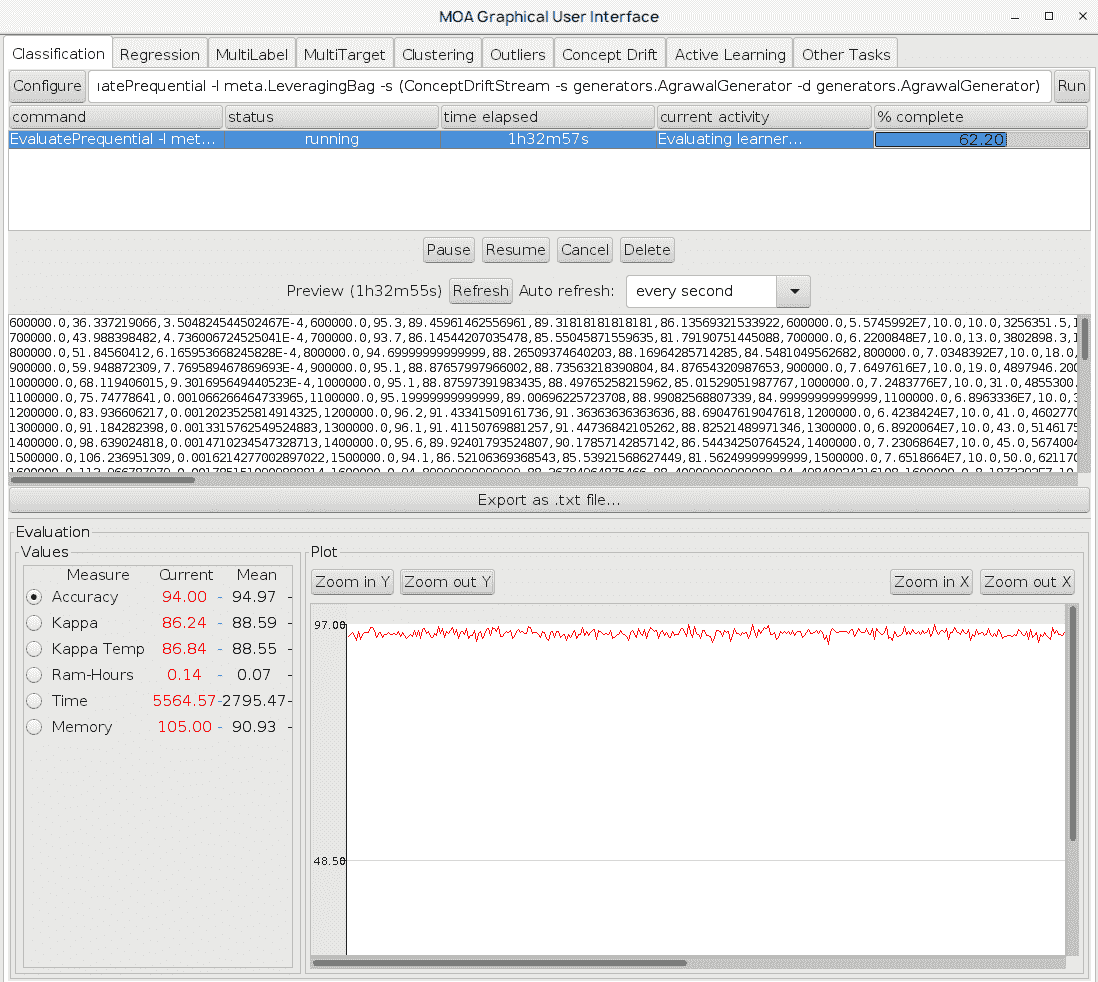 MOA Graphical User Interface
Classification Regression MultiLabel MultiTarget Clustering Outliers Concept Drift Active Learning Other Tasks
Configure uatePrequential -l meta.LeveragingBag -s (ConceptDriftStream -s generators.AgrawalGenerator -d generators.AgrawalGenerator) Run
command status time elapsed current activity % complete
EvaluatePrequential -l met... running 1h32m57s Evaluating learner... 62.20
Pause Resume Cancel Delete
Preview (1h32m55s) Refresh Auto refresh: every second
600000.0,36.337219066,3.504824544502467E-4,600000.0,95.3,89.45961462556961,89.31818181818181,86.13569321533922,600000.0,5.5745992E7,10.0,10.0,3256351.5,1
700000.0,43.988398482,4.736006724525041E-4,700000.0,93.7,86.14544207035478,85.55045871559635,81.79190751445088,700000.0,6.2200848E7,10.0,13.0,3802898.3,1
800000.0,51.84560412,6.165953668245828E-4,800000.0,94.69999999999999,88.26509374640203,88.16964285714285,84.5481049562682,800000.0,7.0348392E7,10.0,18.0,
900000.0,59.948872309,7.769589467869693E-4,900000.0,95.1,88.87657997966002,88.73563218390804,84.87654320987653,900000.0,7.6497616E7,10.0,19.0,4897946.200
1000000.0,68.119406015,9.301695649440523E-4,1000000.0,95.1,88.87597391983435,88.49765258215962,85.01529051987767,1000000.0,7.2483776E7,10.0,31.0,4855300.
1100000.0,75.74778641,0.0010662664647​33965,1100000.0,95.19999999999999,89.00696225723708,88.99082568807339,84.99999999999999,1100000.0,6.8963336E7,10.0,3
1200000.0,83.936606217,0.0012023525814914325,1200000.0,96.2,91.43341509161736,91.36363636363636,88.69047619047618,1200000.0,6.4238424E7,10.0,41.0,460277​0
1300000.0,91.184282398,0.0013315762549524883,1300000.0,96.1,91.41150769881257,91.44736842105262,88.82521489971346,1300000.0,6.8920064E7,10.0,43.0,5146175
1400000.0,98.639024818,0.0014710234547328713,1400000.0,95.6,89.92401793524807,90.17857142857142,86.54434250764524,1400000.0,7.2306864E7,10.0,45.0,5674004
1500000.0,106.236951309,0.0016214277002897022,1500000.0,94.1,86.52106369368543,85.53921568627449,81.56249999999999,1500000.0,7.6518664E7,10.0,50.0,621170
Export as .txt file...
Evaluation
Values
Measure Current Mean
Accuracy 94.00 - 94.97 -
Kappa 86.24 - 88.59 -
Kappa Temp 86.84 - 88.55 -
Ram-Hours 0.14 - 0.07 -
Time 5564.57-2795.47-
Memory 105.00 - 90.93 -
Plot
Zoom in Y Zoom out Y Zoom in X Zoom out X
97.00
48.50